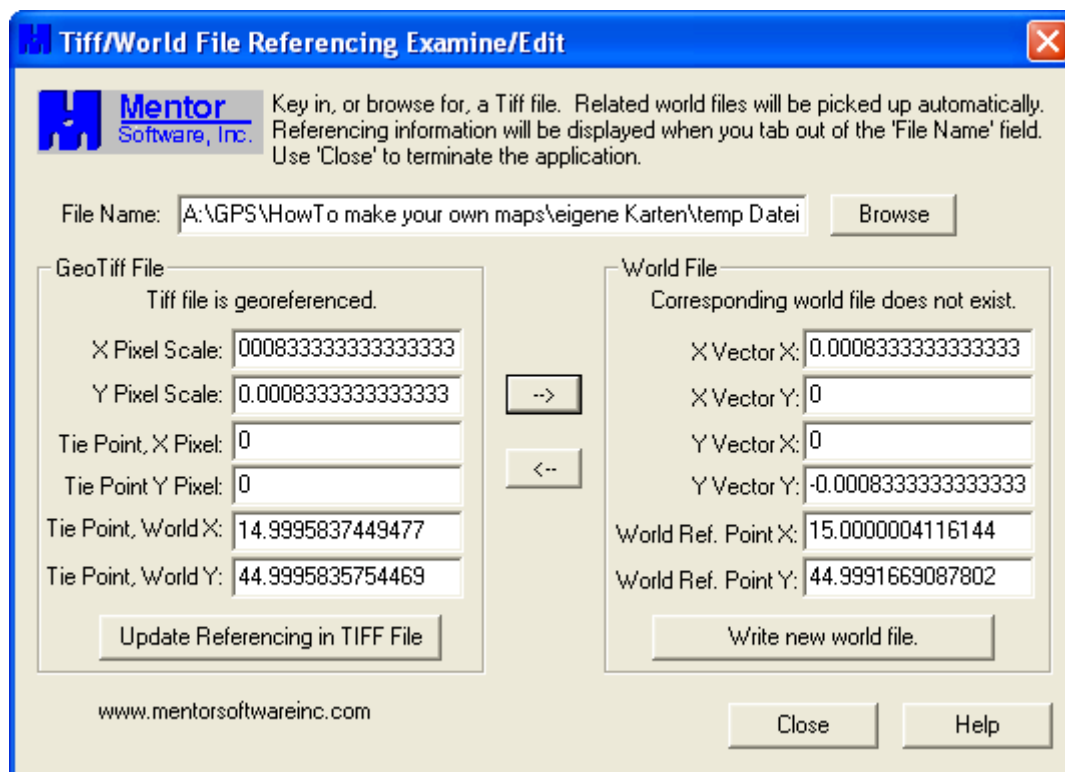 Tiff/World File Referencing Examine/Edit
Mentor
Software, Inc.
Key in, or browse for, a Tiff file. Related world files will be picked up automatically.
Referencing information will be displayed when you tab out of the 'File Name' field.
Use 'Close' to terminate the application.
File Name: A:\GPS\HowTo make your own maps\eigene Karten\temp Datei Browse
GeoTiff File
Tiff file is georeferenced.
X Pixel Scale: 000833333333333333
Y Pixel Scale: 0.0008333333333333
Tie Point, X Pixel: 0
Tie Point Y Pixel: 0
Tie Point, World X: 14.9995837449477
Tie Point, World Y: 44.9995835754469
Update Referencing in TIFF File
-->
<--
World File
Corresponding world file does not exist.
X Vector X: 0.0008333333333333
X Vector Y: 0
Y Vector X: 0
Y Vector Y: -0.0008333333333333
World Ref. Point X: 15.0000004116144
World Ref. Point Y: 44.9991669087802
Write new world file.
www.mentorsoftwareinc.com
Close Help